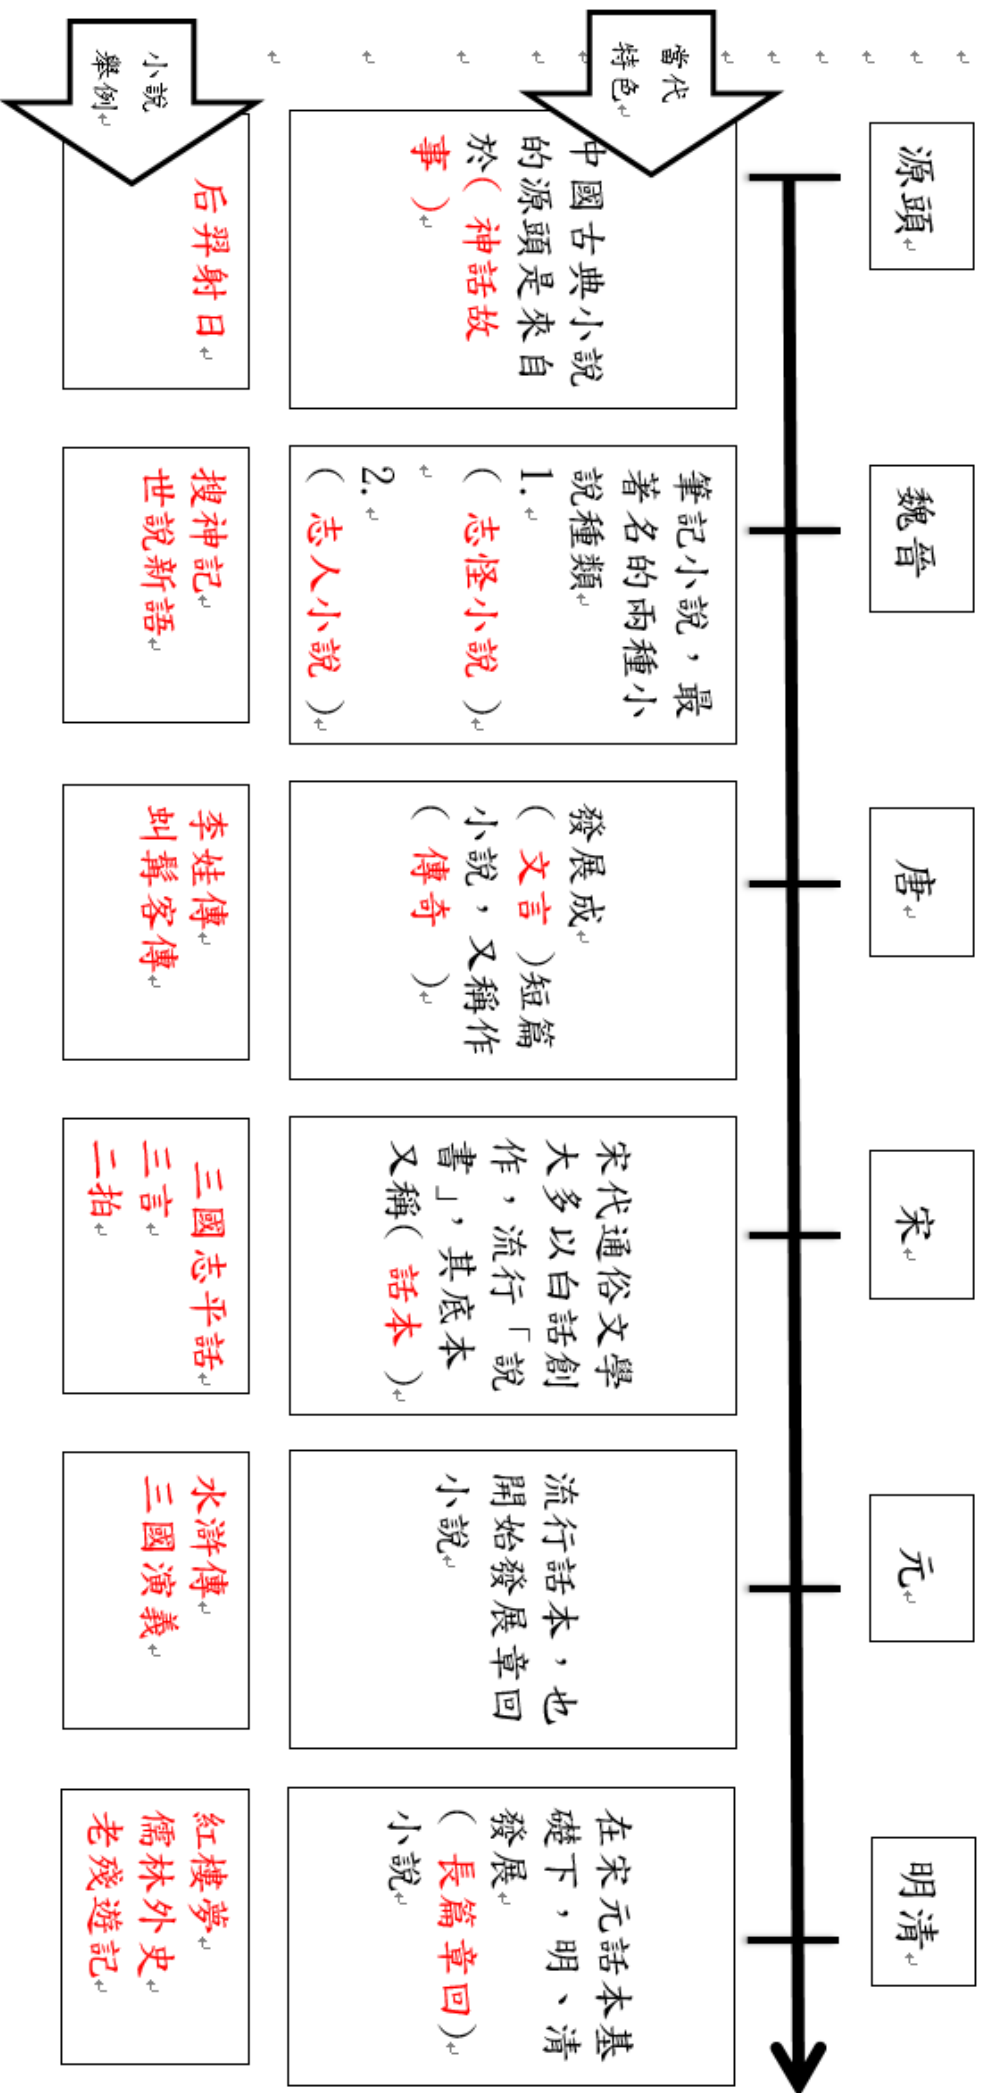 源頭
魏晉
唐
宋
元
明清
當代
特色
中國古典小說
的源頭是來自
於(神話故
事)
筆記小說，最
著名的兩種小
說種類
1.
(志怪小說)
2.
(志人小說)
發展成
(文言)短篇
小說，又稱作
(傳奇)
宋代通俗文學
大多以白話創
作，流行「說
書」，其底本
又稱(話本)
流行話本，也
開始發展章回
小說
在宋元話本基
礎下，明、清
發展
(長篇章回)
小說
小說
舉例
后羿射日
搜神記
世說新語
李娃傳
虯髯客傳
三國志平話
三言
二拍
水滸傳
三國演義
紅樓夢
儒林外史
老殘遊記